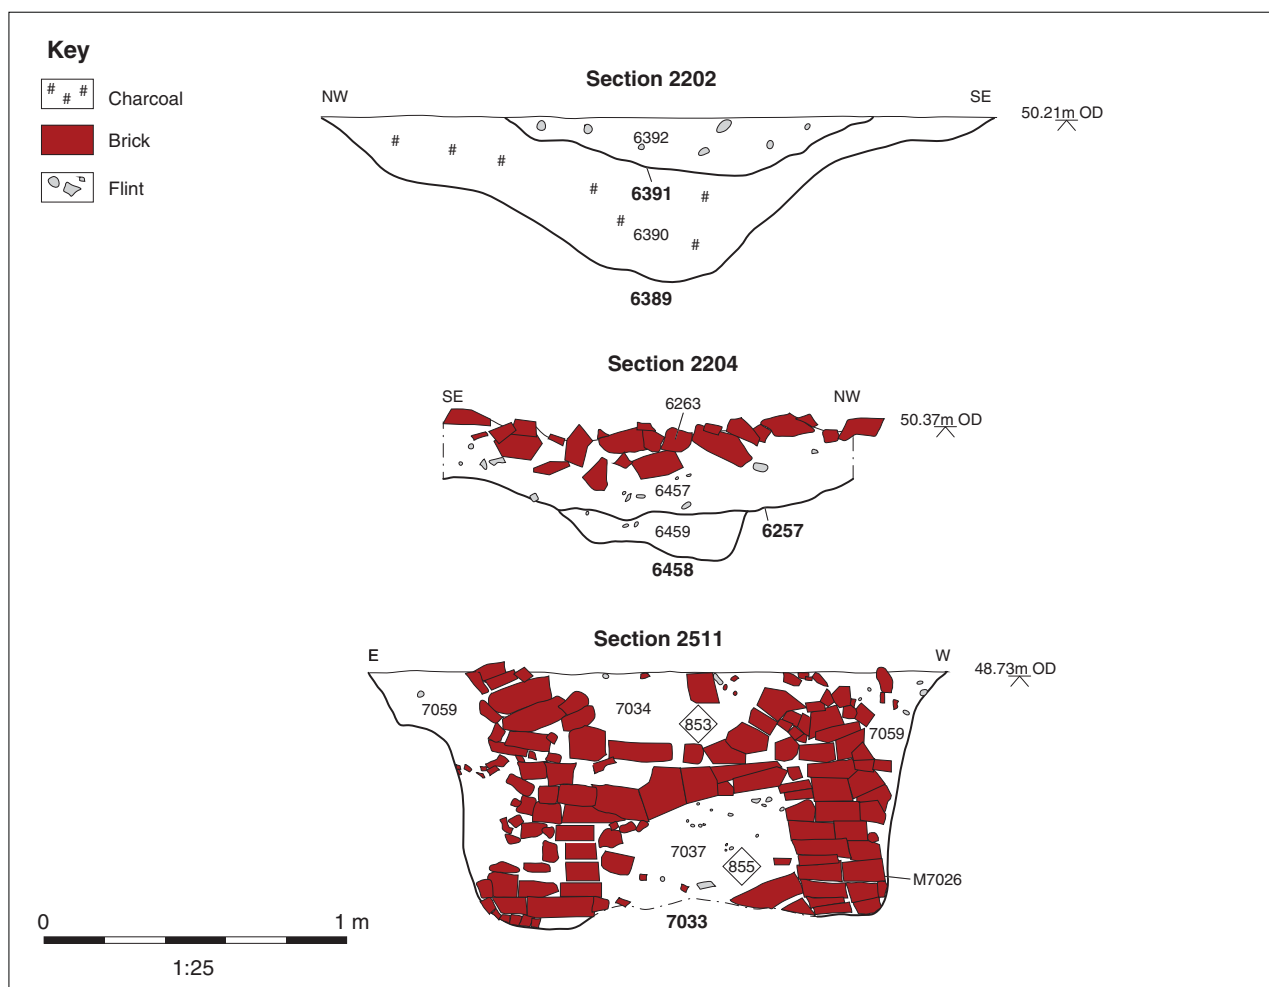 Key
Charcoal
Brick
Flint
Section 2202
NW
SE
50.21m OD
6392
6391
6390
6389
Section 2204
SE
NW
6263
50.37m OD
6457
6459
6257
6458
Section 2511
E
W
48.73m OD
7059
7034
853
7059
7037
855
M7026
7033
0
1 m
1:25